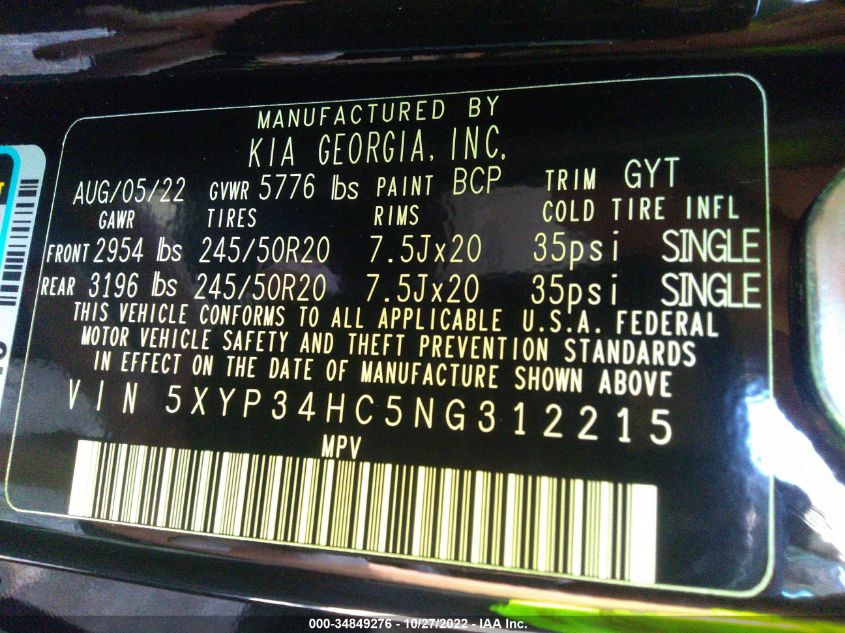 MANUFACTURED BY
KIA GEORGIA, INC.
AUG/05/22 GVWR 5776 lbs PAINT BCP TRIM GYT
GAWR TIRES RIMS COLD TIRE INFL
FRONT 2954 lbs 245/50R20 7.5Jx20 35psi SINGLE
REAR 3196 lbs 245/50R20 7.5Jx20 35psi SINGLE
THIS VEHICLE CONFORMS TO ALL APPLICABLE U.S.A. FEDERAL
MOTOR VEHICLE SAFETY AND THEFT PREVENTION STANDARDS
IN EFFECT ON THE DATE OF MANUFACTURE SHOWN ABOVE
VIN 5XYP34HC5NG312215
MPV
000-34849276 - 10/27/2022 - IAA Inc.